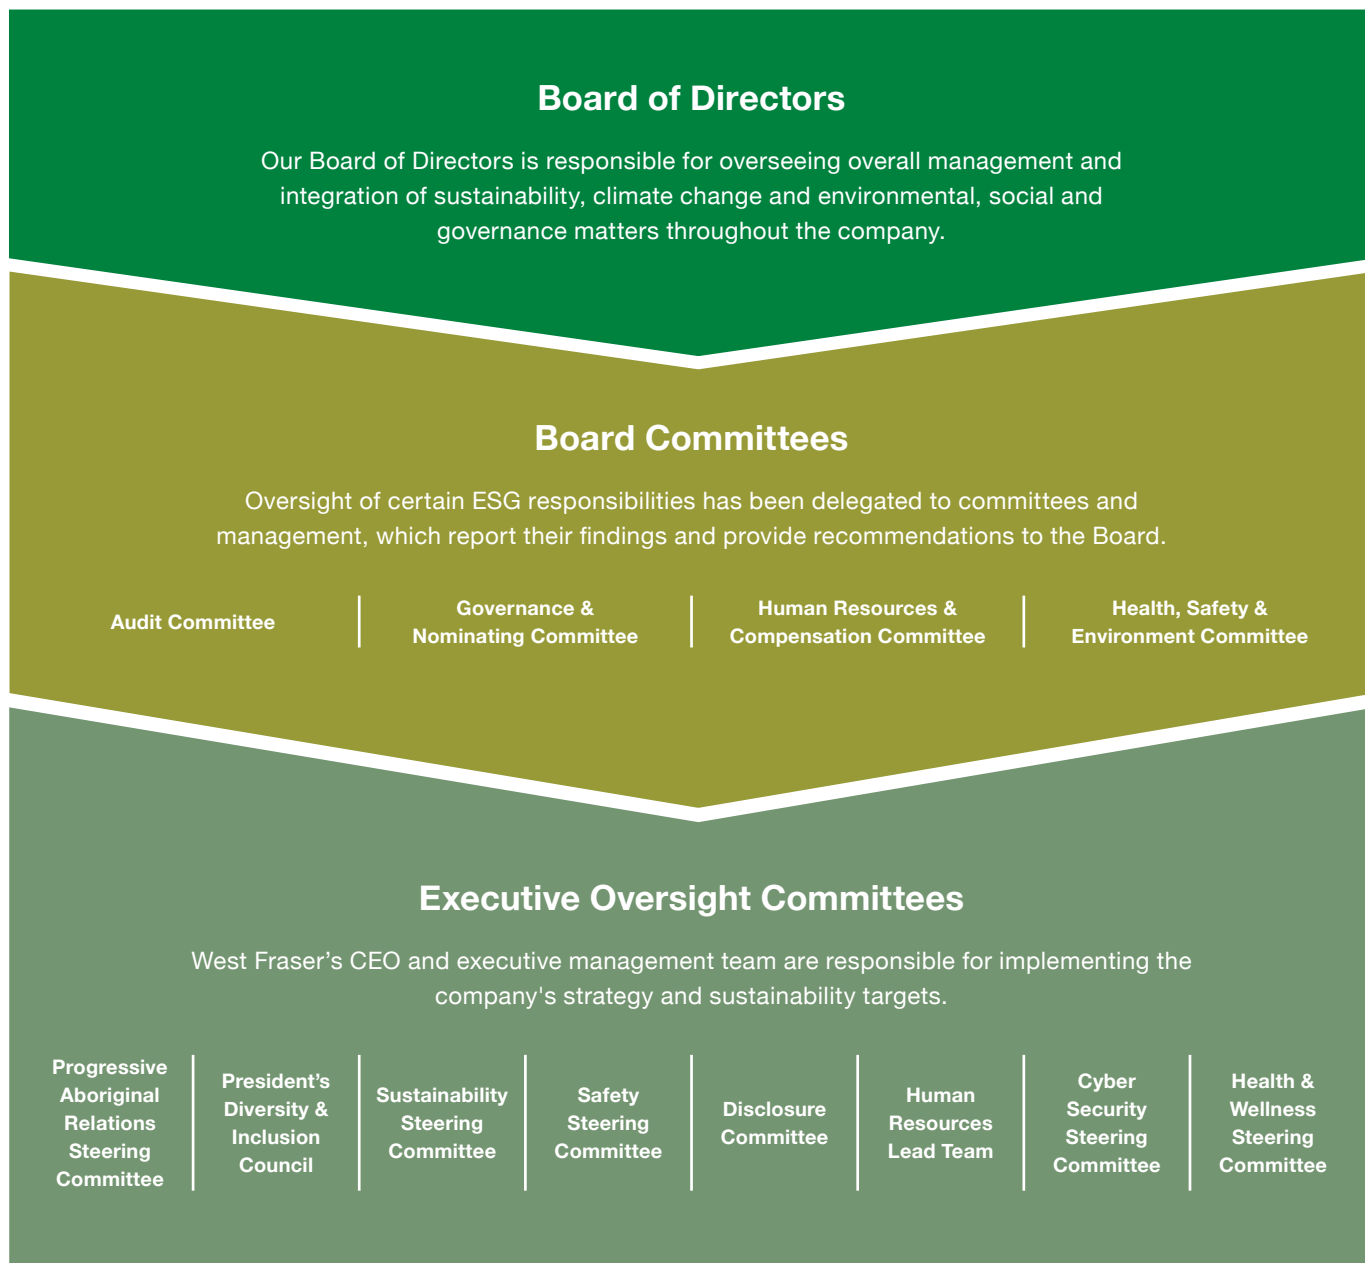 Board of Directors
Our Board of Directors is responsible for overseeing overall management and
integration of sustainability, climate change and environmental, social and
governance matters throughout the company.
Board Committees
Oversight of certain ESG responsibilities has been delegated to committees and
management, which report their findings and provide recommendations to the Board.
Audit Committee
Governance &
Nominating Committee
Human Resources &
Compensation Committee
Health, Safety &
Environment Committee
Executive Oversight Committees
West Fraser’s CEO and executive management team are responsible for implementing the
company's strategy and sustainability targets.
Progressive
Aboriginal
Relations
Steering
Committee
President’s
Diversity &
Inclusion
Council
Sustainability
Steering
Committee
Safety
Steering
Committee
Disclosure
Committee
Human
Resources
Lead Team
Cyber
Security
Steering
Committee
Health &
Wellness
Steering
Committee